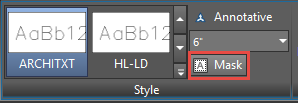 AaBb12 AaBb12 Annotative
6"
ARCHITXT HL-LD A Mask
Style